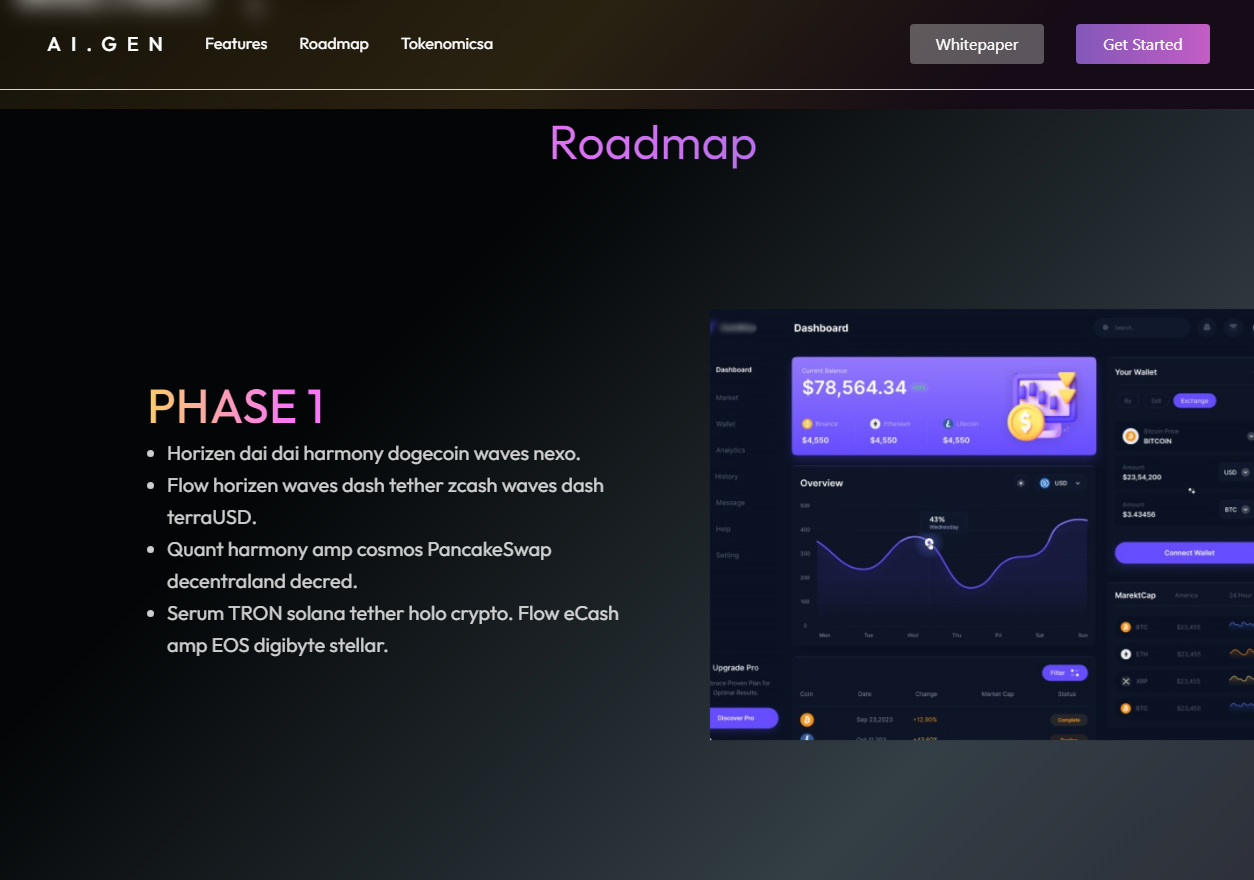 AI.GEN Features Roadmap Tokenomicsa Whitepaper Get Started
Roadmap
PHASE 1
Horizen dai dai harmony dogecoin waves nexo.
Flow horizen waves dash tether zcash waves dash
terraUSD.
Quant harmony amp cosmos PancakeSwap
decentraland decred.
Serum TRON solana tether holo crypto. Flow eCash
amp EOS digibyte stellar.
Dashboard
Search..
Dashboard
Market
Wallet
Analytics
History
Message
Help
Setting
Upgrade Pro
Proven Plan for
Optimal Results.
Discover Pro
Current Balance
$78,564.34
Binance Ethereum Litecoin
$4,550 $4,550 $4,550
Overview
USD
500
400
300
200
100
0
43%
Wednesday
Mon Tue Wed Thu Fri Sat Sun
Filter
Coin Date Change Market Cap Status
Sep 23,2023 +12.80% Complete
Your Wallet
By Sell Exchange
Bitcoin Price
BITCOIN
Amount
$23,54,200
USD
Amount
$3.43456
BTC
Connect Wallet
MarektCap America 24 Hour
BTC $23,455
ETH $23,455
XRP $23,455
BTC $23,455